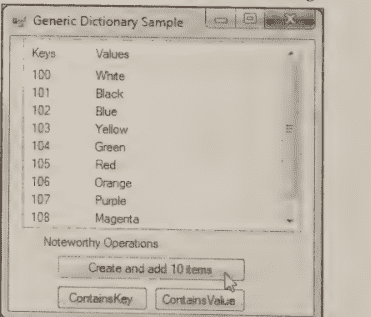 Generic Dictionary Sample
Keys Values
100 White
101 Black
102 Blue
103 Yellow
104 Green
105 Red
106 Orange
107 Purple
108 Magenta
Noteworthy Operations
Create and add 10 items
ContainsKey ContainsValue